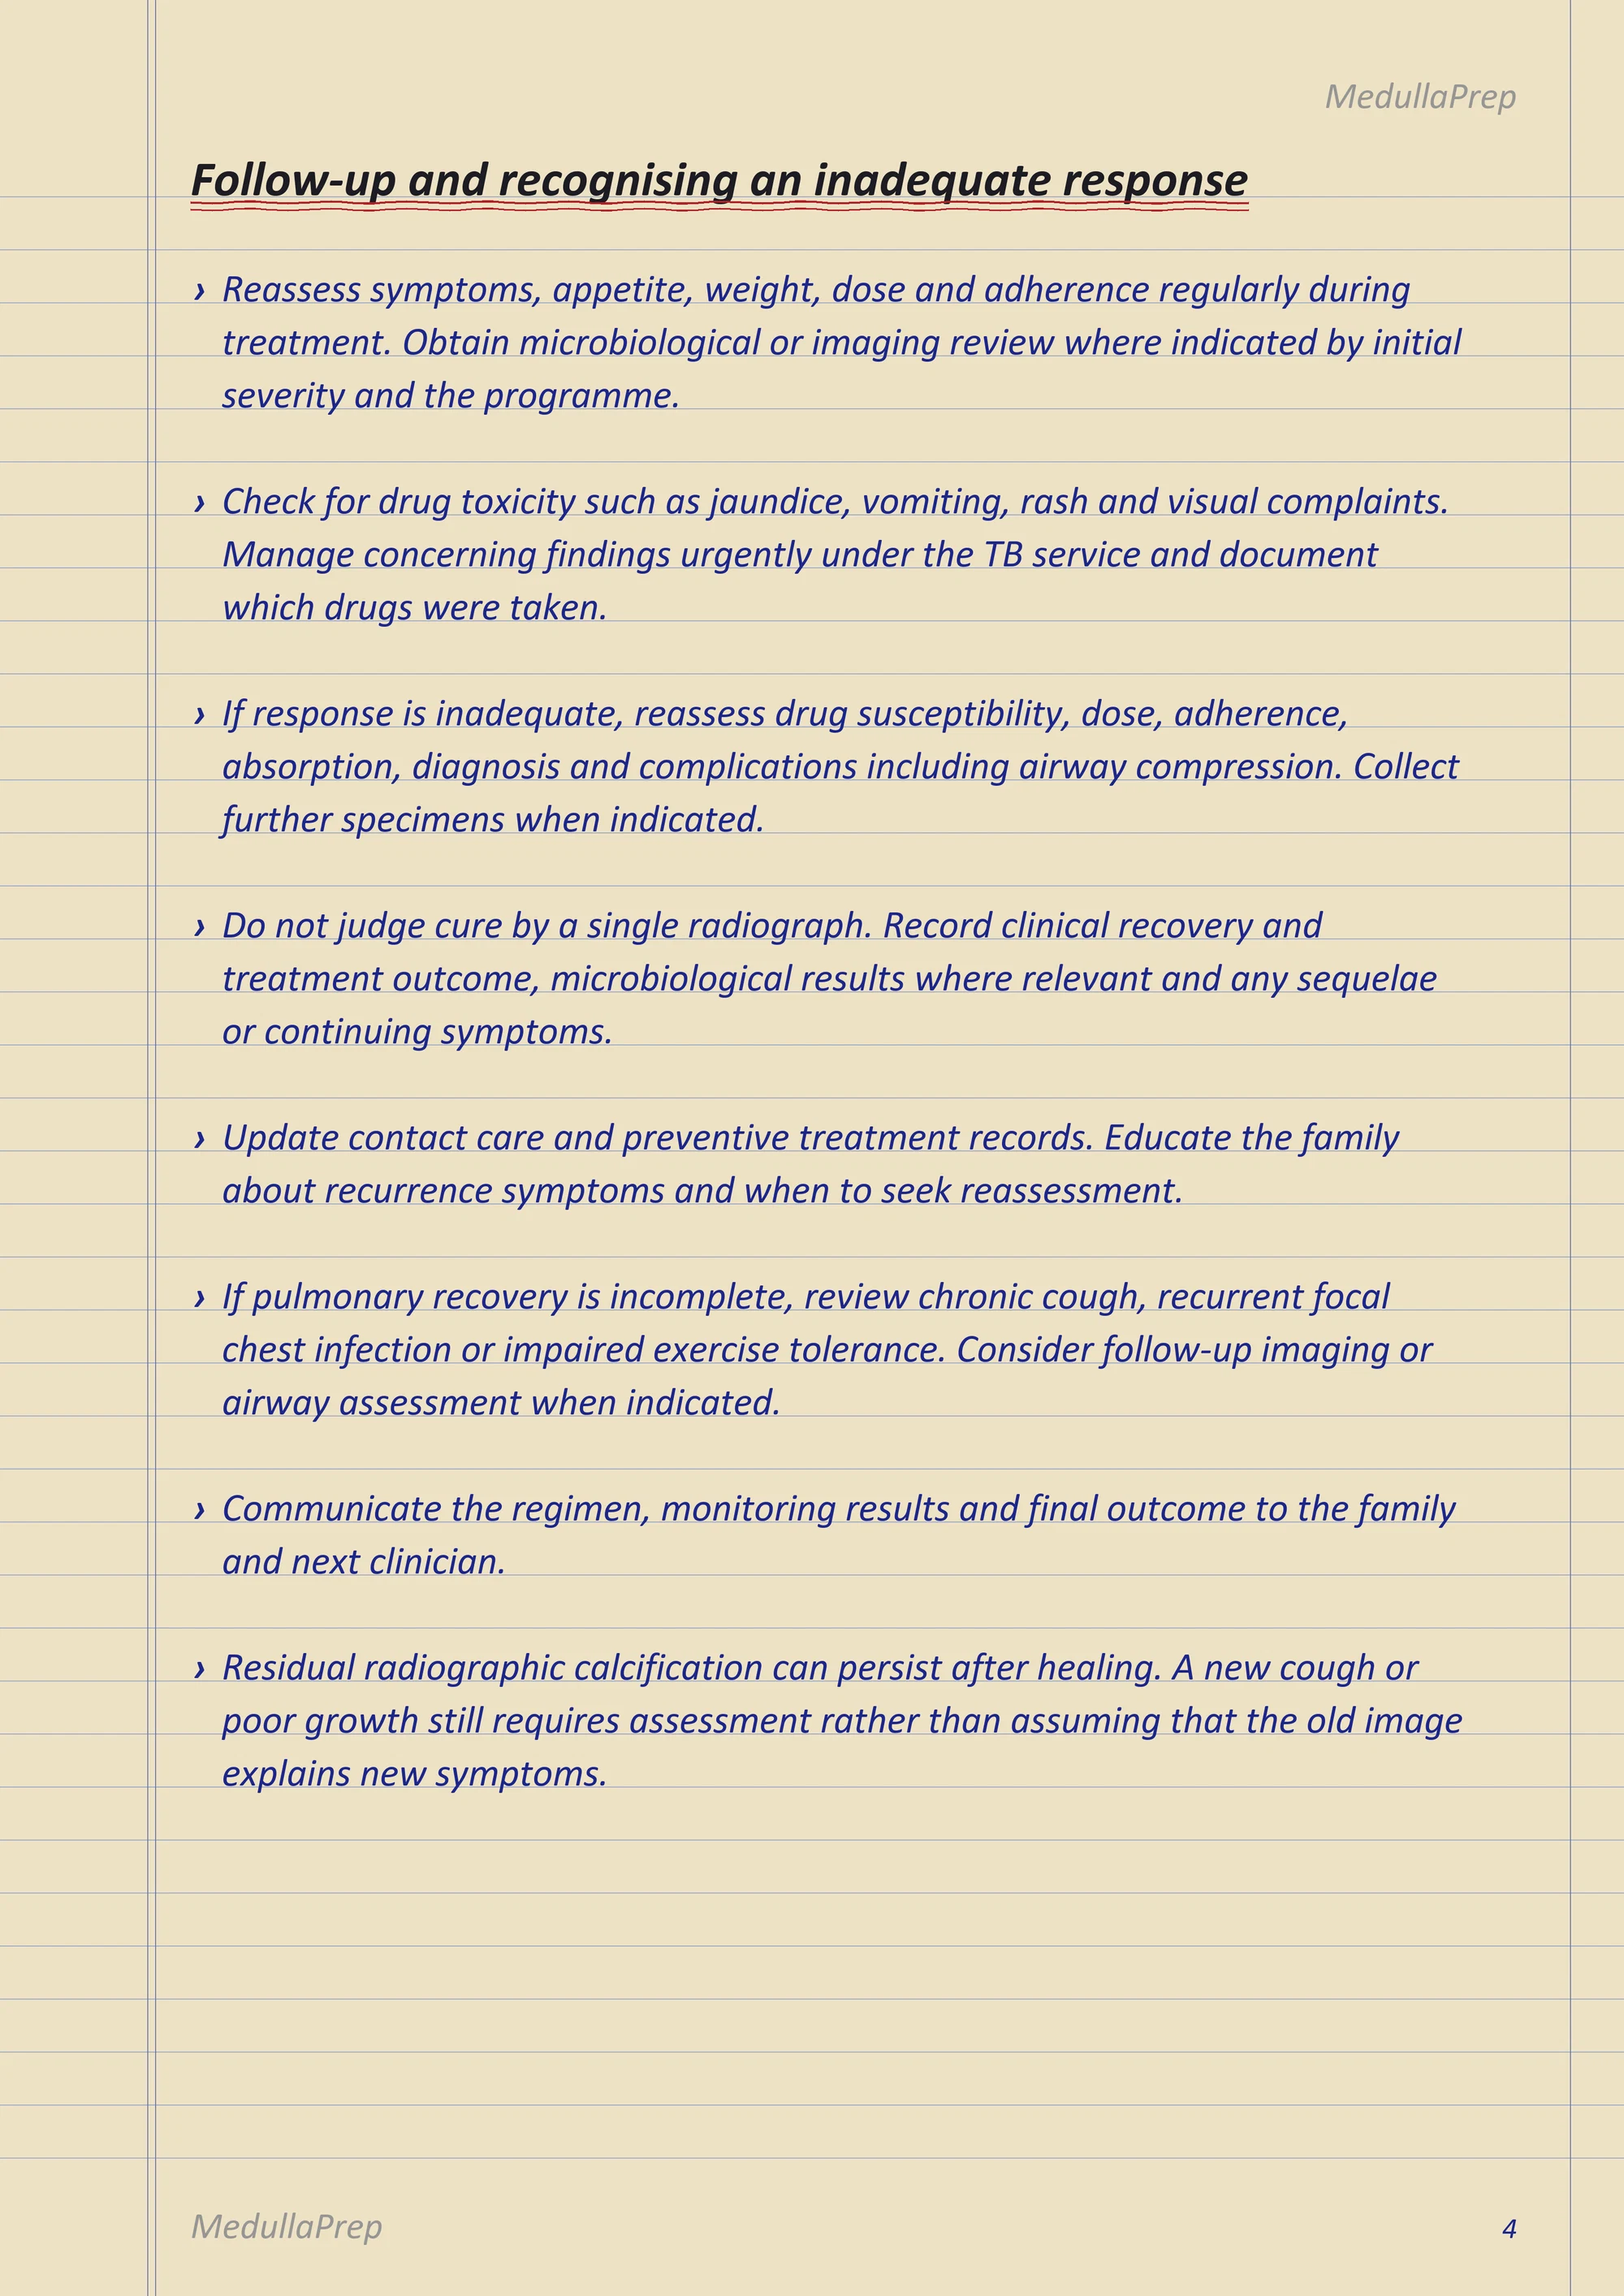 MedullaPrep
Follow-up and recognising an inadequate response
› Reassess symptoms, appetite, weight, dose and adherence regularly during
treatment. Obtain microbiological or imaging review where indicated by initial
severity and the programme.
› Check for drug toxicity such as jaundice, vomiting, rash and visual complaints.
Manage concerning findings urgently under the TB service and document
which drugs were taken.
› If response is inadequate, reassess drug susceptibility, dose, adherence,
absorption, diagnosis and complications including airway compression. Collect
further specimens when indicated.
› Do not judge cure by a single radiograph. Record clinical recovery and
treatment outcome, microbiological results where relevant and any sequelae
or continuing symptoms.
› Update contact care and preventive treatment records. Educate the family
about recurrence symptoms and when to seek reassessment.
› If pulmonary recovery is incomplete, review chronic cough, recurrent focal
chest infection or impaired exercise tolerance. Consider follow-up imaging or
airway assessment when indicated.
› Communicate the regimen, monitoring results and final outcome to the family
and next clinician.
› Residual radiographic calcification can persist after healing. A new cough or
poor growth still requires assessment rather than assuming that the old image
explains new symptoms.
MedullaPrep
4